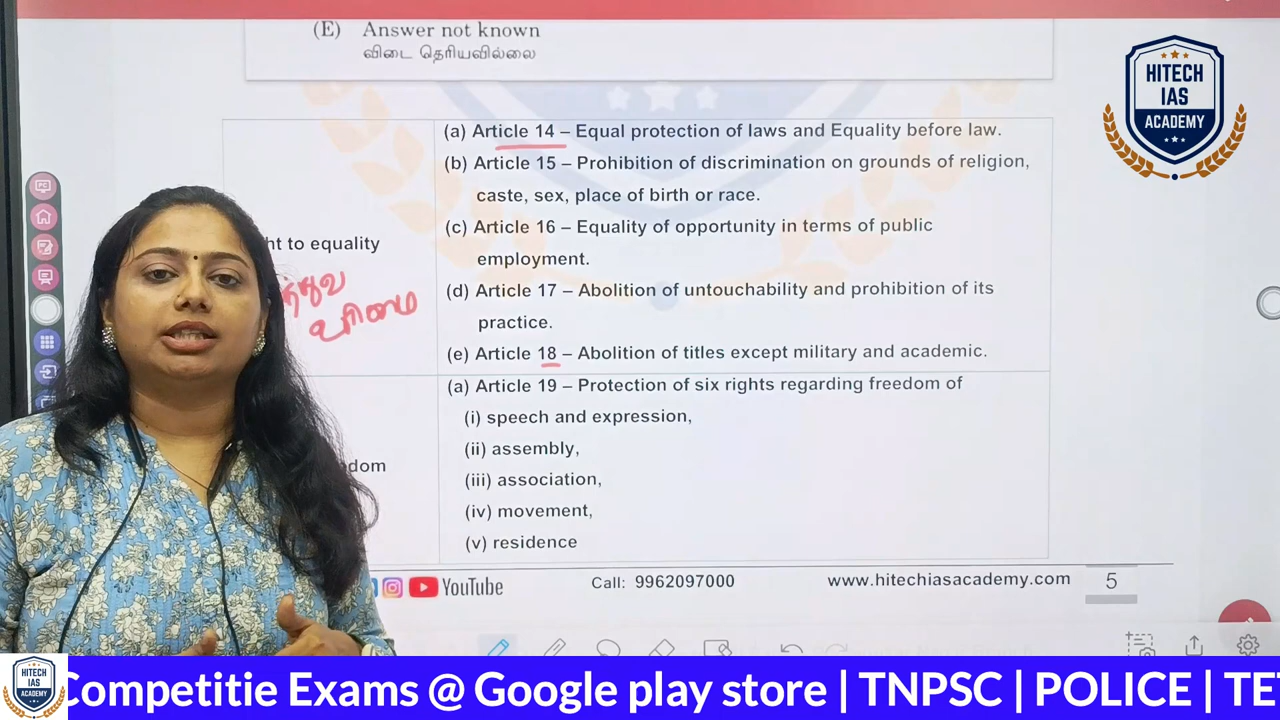 (E) Answer not known
விடை தெரியவில்லை
HITECH
IAS
ACADEMY
(a) Article 14 – Equal protection of laws and Equality before law.
(b) Article 15 – Prohibition of discrimination on grounds of religion,
caste, sex, place of birth or race.
(c) Article 16 – Equality of opportunity in terms of public
employment.
ht to equality
உரிமை
(d) Article 17 – Abolition of untouchability and prohibition of its
practice.
(e) Article 18 – Abolition of titles except military and academic.
(a) Article 19 – Protection of six rights regarding freedom of
(i) speech and expression,
(ii) assembly,
dom
(iii) association,
(iv) movement,
(v) residence
YouTube Call: 9962097000 www.hitechiasacademy.com 5
HITECH
IAS
ACADEMY
Competitie Exams @ Google play store | TNPSC | POLICE | TET